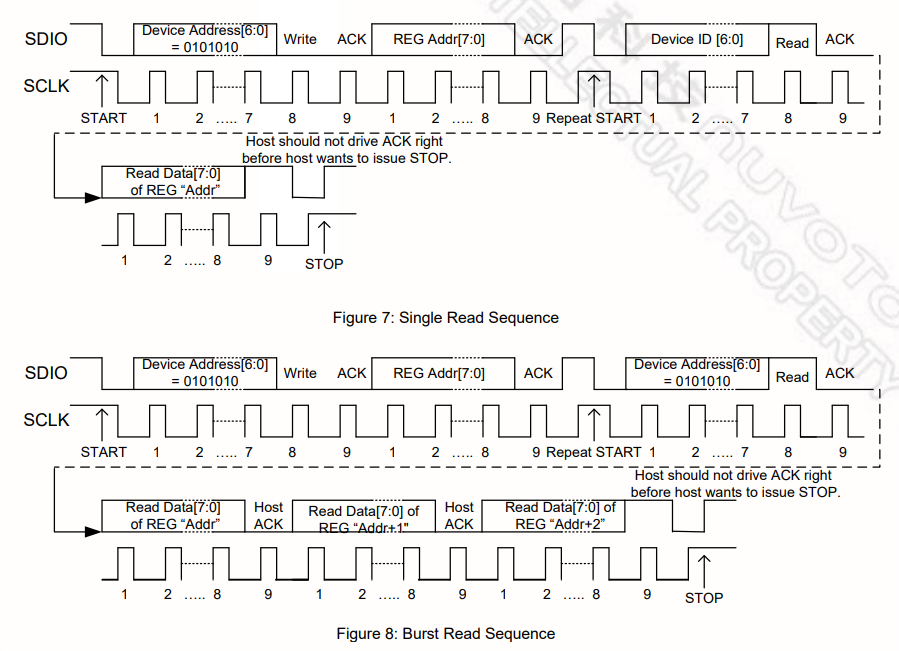 SDIO
Device Address[6:0]
= 0101010
Write
ACK
REG Addr[7:0]
ACK
Device ID [6:0]
Read
ACK
SCLK
START 1 2 ..... 7 8 9 1 2 ..... 8 9 Repeat START 1 2 ..... 7 8 9
Host should not drive ACK right
before host wants to issue STOP.
Read Data[7:0]
of REG “Addr”
1 2 ..... 8 9 STOP
Figure 7: Single Read Sequence
SDIO
Device Address[6:0]
= 0101010
Write
ACK
REG Addr[7:0]
ACK
Device Address[6:0]
= 0101010
Read
ACK
SCLK
START 1 2 ..... 7 8 9 1 2 ..... 8 9 Repeat START 1 2 ..... 7 8 9
Host should not drive ACK right
before host wants to issue STOP.
Read Data[7:0]
of REG “Addr”
Host
ACK
Read Data[7:0] of
REG “Addr+1"
Host
ACK
Read Data[7:0] of
REG “Addr+2”
1 2 ..... 8 9 1 2 ..... 8 9 1 2 ..... 8 9 STOP
Figure 8: Burst Read Sequence
科技 nuvoTo
TELLECTUAL PROPERTY